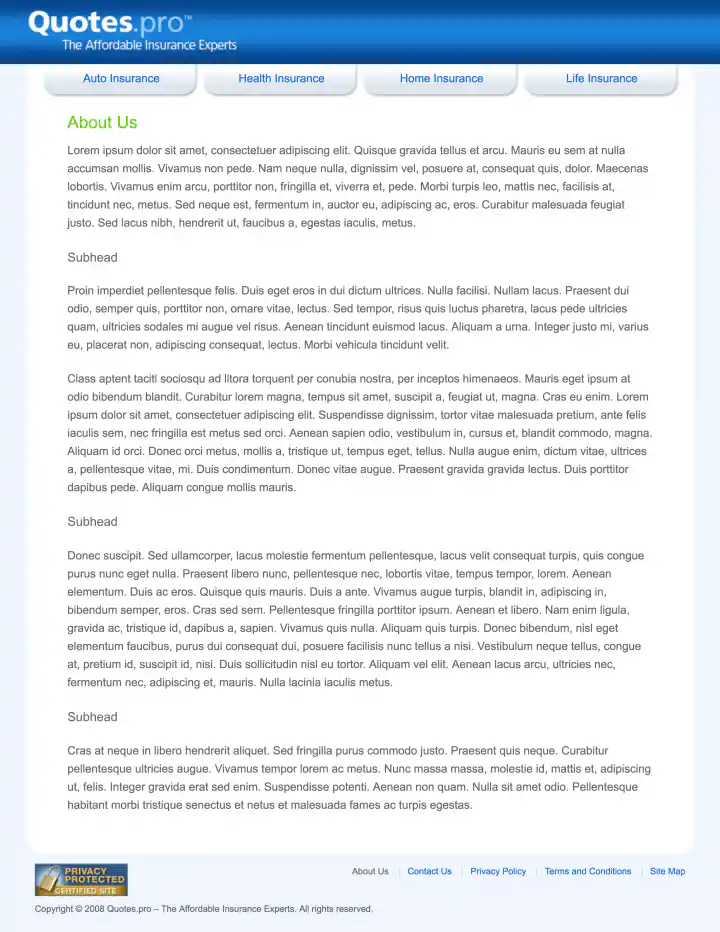 Quotes.pro™
The Affordable Insurance Experts
Auto Insurance
Health Insurance
Home Insurance
Life Insurance
About Us
Lorem ipsum dolor sit amet, consectetuer adipiscing elit. Quisque gravida tellus et arcu. Mauris eu sem at nulla
accumsan mollis. Vivamus non pede. Nam neque nulla, dignissim vel, posuere at, consequat quis, dolor. Maecenas
lobortis. Vivamus enim arcu, porttitor non, fringilla et, viverra et, pede. Morbi turpis leo, mattis nec, facilisis at,
tincidunt nec, metus. Sed neque est, fermentum in, auctor eu, adipiscing ac, eros. Curabitur malesuada feugiat
justo. Sed lacus nibh, hendrerit ut, faucibus a, egestas iaculis, metus.
Subhead
Proin imperdiet pellentesque felis. Duis eget eros in dui dictum ultrices. Nulla facilisi. Nullam lacus. Praesent dui
odio, semper quis, porttitor non, ornare vitae, lectus. Sed tempor, risus quis luctus pharetra, lacus pede ultricies
quam, ultricies sodales mi augue vel risus. Aenean tincidunt euismod lacus. Aliquam a urna. Integer justo mi, varius
eu, placerat non, adipiscing consequat, lectus. Morbi vehicula tincidunt velit.
Class aptent taciti sociosqu ad litora torquent per conubia nostra, per inceptos himenaeos. Mauris eget ipsum at
odio bibendum blandit. Curabitur lorem magna, tempus sit amet, suscipit a, feugiat ut, magna. Cras eu enim. Lorem
ipsum dolor sit amet, consectetuer adipiscing elit. Suspendisse dignissim, tortor vitae malesuada pretium, ante felis
iaculis sem, nec fringilla est metus sed orci. Aenean sapien odio, vestibulum in, cursus et, blandit commodo, magna.
Aliquam id orci. Donec orci metus, mollis a, tristique ut, tempus eget, tellus. Nulla augue enim, dictum vitae, ultrices
a, pellentesque vitae, mi. Duis condimentum. Donec vitae augue. Praesent gravida gravida lectus. Duis porttitor
dapibus pede. Aliquam congue mollis mauris.
Subhead
Donec suscipit. Sed ullamcorper, lacus molestie fermentum pellentesque, lacus velit consequat turpis, quis congue
purus nunc eget nulla. Praesent libero nunc, pellentesque nec, lobortis vitae, tempus tempor, lorem. Aenean
elementum. Duis ac eros. Quisque quis mauris. Duis a ante. Vivamus augue turpis, blandit in, adipiscing in,
bibendum semper, eros. Cras sed sem. Pellentesque fringilla porttitor ipsum. Aenean et libero. Nam enim ligula,
gravida ac, tristique id, dapibus a, sapien. Vivamus quis nulla. Aliquam quis turpis. Donec bibendum, nisl eget
elementum faucibus, purus dui consequat dui, posuere facilisis nunc tellus a nisi. Vestibulum neque tellus, congue
at, pretium id, suscipit id, nisi. Duis sollicitudin nisl eu tortor. Aliquam vel elit. Aenean lacus arcu, ultricies nec,
fermentum nec, adipiscing et, mauris. Nulla lacinia iaculis metus.
Subhead
Cras at neque in libero hendrerit aliquet. Sed fringilla purus commodo justo. Praesent quis neque. Curabitur
pellentesque ultricies augue. Vivamus tempor lorem ac metus. Nunc massa massa, molestie id, mattis et, adipiscing
ut, felis. Integer gravida erat sed enim. Suspendisse potenti. Aenean non quam. Nulla sit amet odio. Pellentesque
habitant morbi tristique senectus et netus et malesuada fames ac turpis egestas.
PRIVACY
PROTECTED
CERTIFIED SITE
About Us | Contact Us | Privacy Policy | Terms and Conditions | Site Map
Copyright © 2008 Quotes.pro – The Affordable Insurance Experts. All rights reserved.